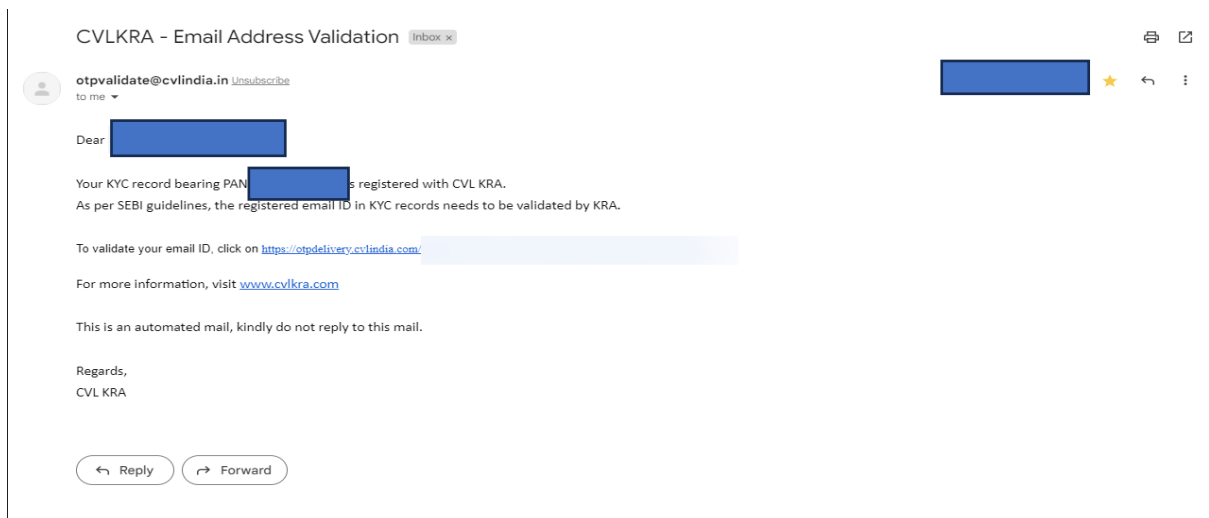 CVLKRA - Email Address Validation Inbox x
otpvalidate@cvlindia.in Unsubscribe
to me
Dear
Your KYC record bearing PAN s registered with CVL KRA.
As per SEBI guidelines, the registered email ID in KYC records needs to be validated by KRA.
To validate your email ID, click on https://otpdelivery.cvlindia.com/
For more information, visit www.cvlkra.com
This is an automated mail, kindly do not reply to this mail.
Regards,
CVL KRA
Reply Forward